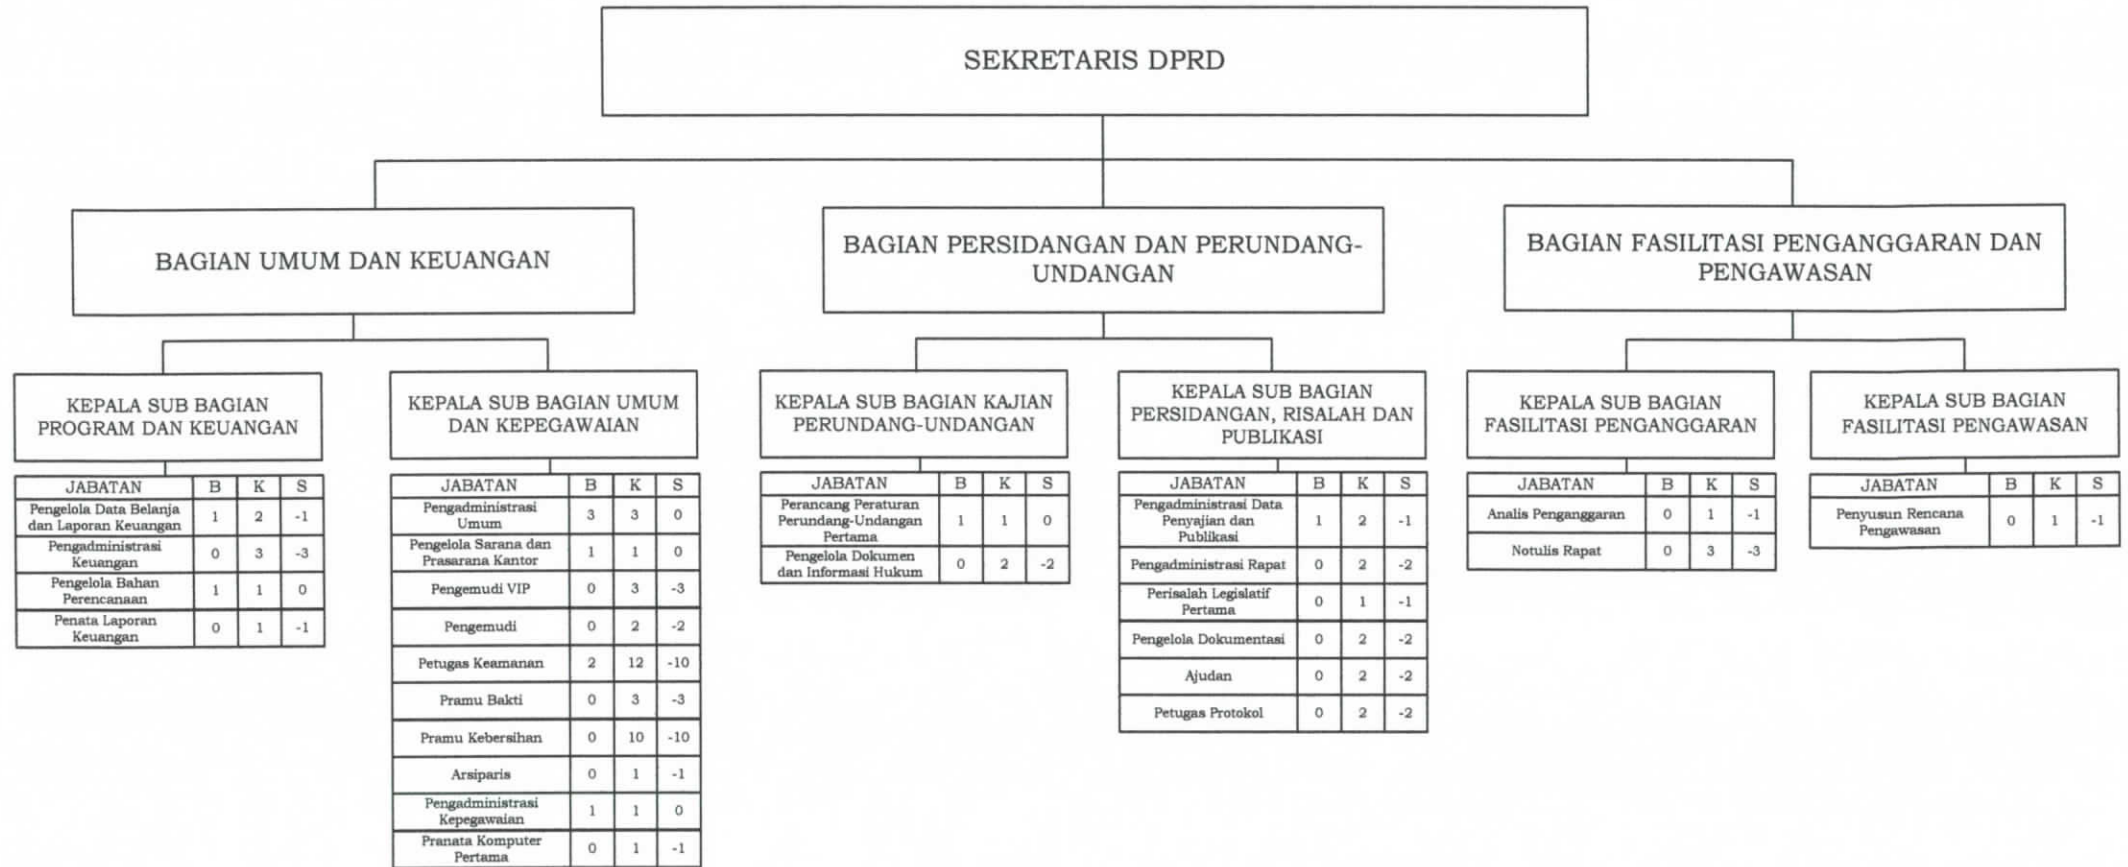 SEKRETARIS DPRD
BAGIAN UMUM DAN KEUANGAN
BAGIAN PERSIDANGAN DAN PERUNDANG-
UNDANGAN
BAGIAN FASILITASI PENGANGGARAN DAN
PENGAWASAN
KEPALA SUB BAGIAN
PROGRAM DAN KEUANGAN
JABATAN B K S
Pengelola Data Belanja
dan Laporan Keuangan 1 2 -1
Pengadministrasi
Keuangan 0 3 -3
Pengelola Bahan
Perencanaan 1 1 0
Penata Laporan
Keuangan 0 1 -1
KEPALA SUB BAGIAN UMUM
DAN KEPEGAWAIAN
JABATAN B K S
Pengadministrasi
Umum 3 3 0
Pengelola Sarana dan
Prasarana Kantor 1 1 0
Pengemudi VIP 0 3 -3
Pengemudi 0 2 -2
Petugas Keamanan 2 12 -10
Pramu Bakti 0 3 -3
Pramu Kebersihan 0 10 -10
Arsiparis 0 1 -1
Pengadministrasi
Kepegawaian 1 1 0
Pranata Komputer
Pertama 0 1 -1
KEPALA SUB BAGIAN KAJIAN
PERUNDANG-UNDANGAN
JABATAN B K S
Perancang Peraturan
Perundang-Undangan 1 1 0
Pertama
Pengelola Dokumen
dan Informasi Hukum 0 2 -2
KEPALA SUB BAGIAN
PERSIDANGAN, RISALAH DAN
PUBLIKASI
JABATAN B K S
Pengadministrasi Data
Penyajian dan 1 2 -1
Publikasi
Pengadministrasi Rapat 0 2 -2
Perisalah Legislatif
Pertama 0 1 -1
Pengelola Dokumentasi 0 2 -2
Ajudan 0 2 -2
Petugas Protokol 0 2 -2
KEPALA SUB BAGIAN
FASILITASI PENGANGGARAN
JABATAN B K S
Analis Penganggaran 0 1 -1
Notulis Rapat 0 3 -3
KEPALA SUB BAGIAN
FASILITASI PENGAWASAN
JABATAN B K S
Penyusun Rencana
Pengawasan 0 1 -1